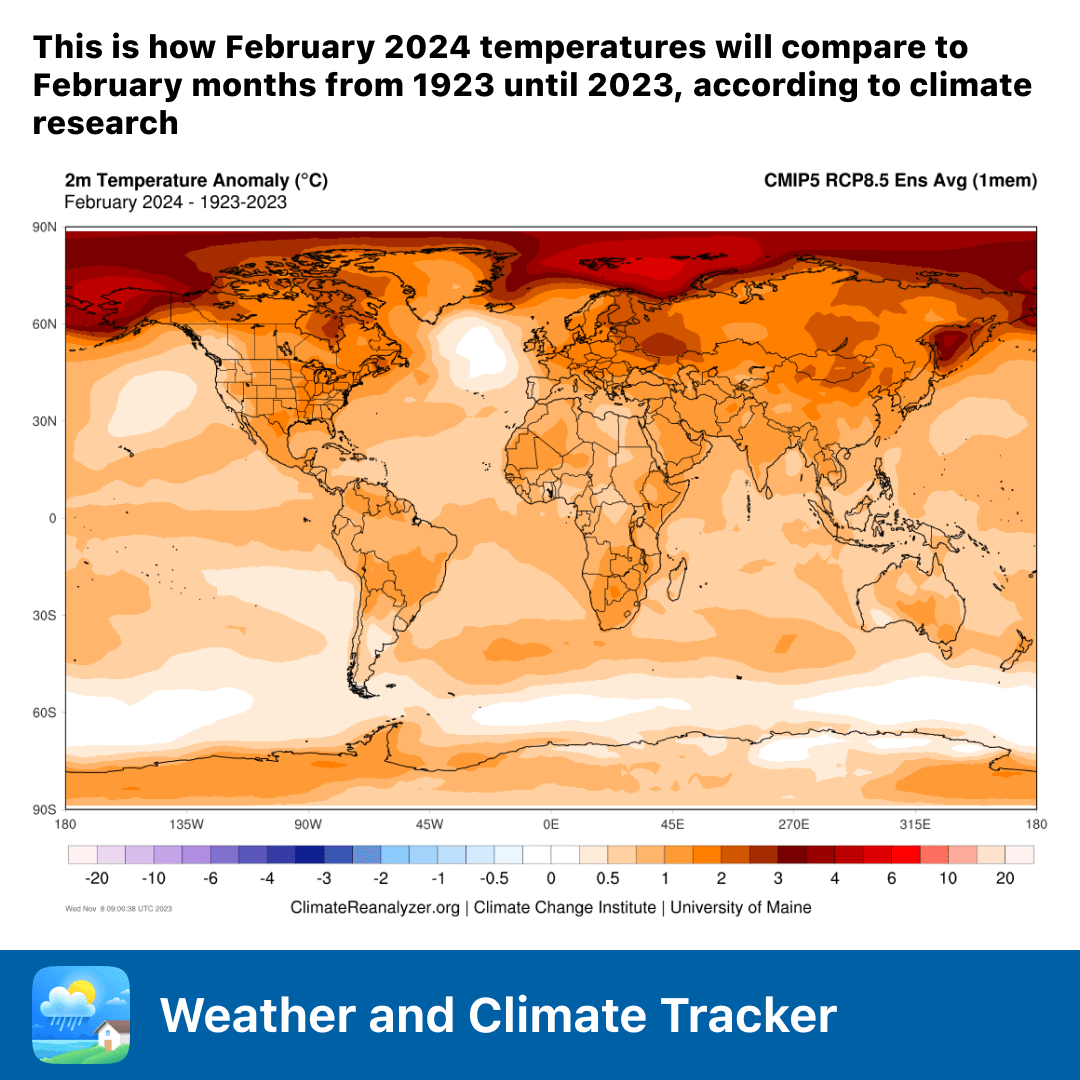 This is how February 2024 temperatures will compare to
February months from 1923 until 2023, according to climate
research
2m Temperature Anomaly (°C)
CMIP5 RCP8.5 Ens Avg (1mem)
February 2024 - 1923-2023
90N
60N
30N
0
30S
60S
90S
180 135W 90W 45W 0E 45E 270E 315E 180
-20 -10 -6 -4 -3 -2 -1 -0.5 0 0.5 1 2 3 4 6 10 20
Wed Nov 8 09:00:38 UTC 2023
ClimateReanalyzer.org | Climate Change Institute | University of Maine
Weather and Climate Tracker